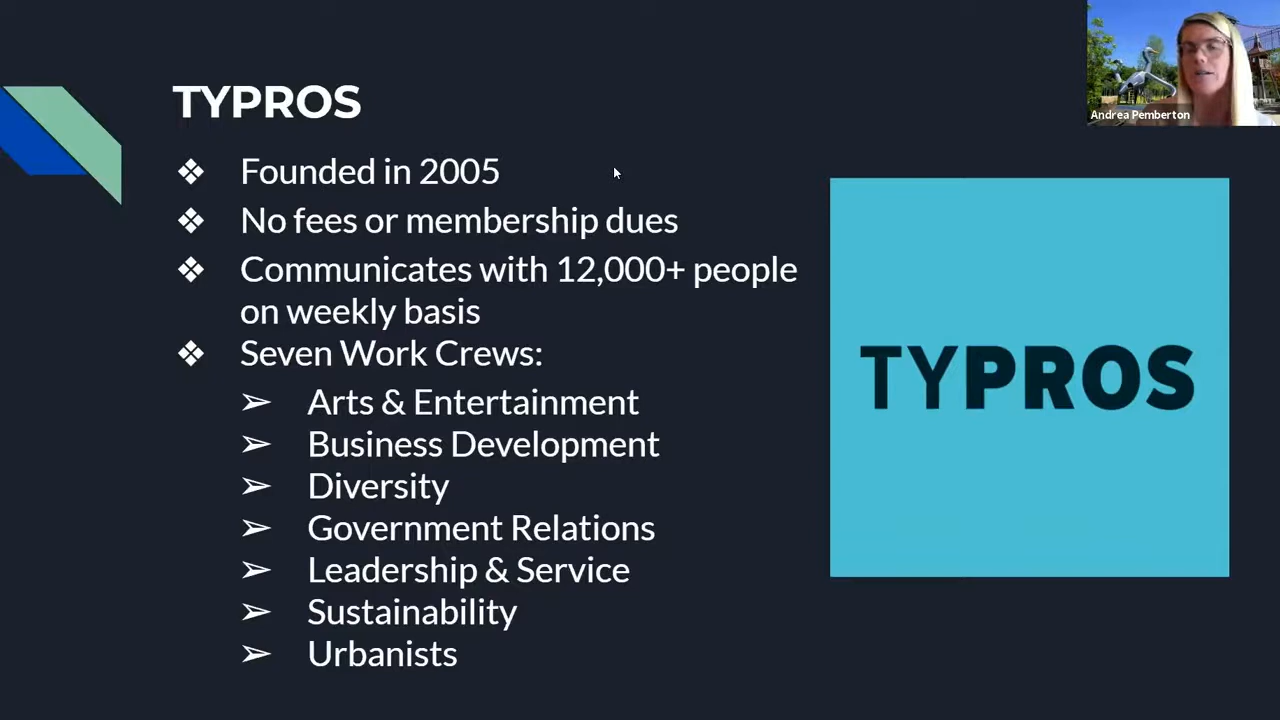 TYPROS
❖ Founded in 2005
❖ No fees or membership dues
❖ Communicates with 12,000+ people
on weekly basis
❖ Seven Work Crews:
➢ Arts & Entertainment
➢ Business Development
➢ Diversity
➢ Government Relations
➢ Leadership & Service
➢ Sustainability
➢ Urbanists
TYPROS
Andrea Pemberton